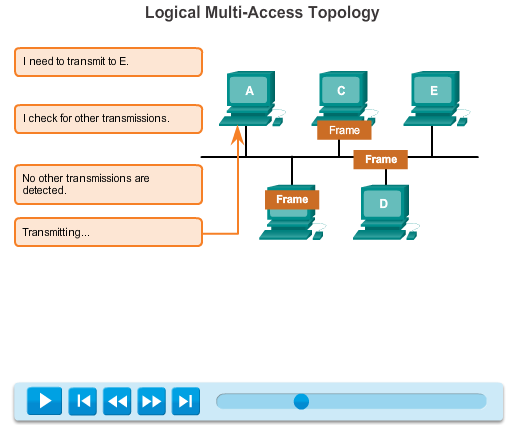 Logical Multi-Access Topology
I need to transmit to E.
A
C
E
I check for other transmissions.
Frame
Frame
No other transmissions are
detected.
Frame
D
Transmitting...